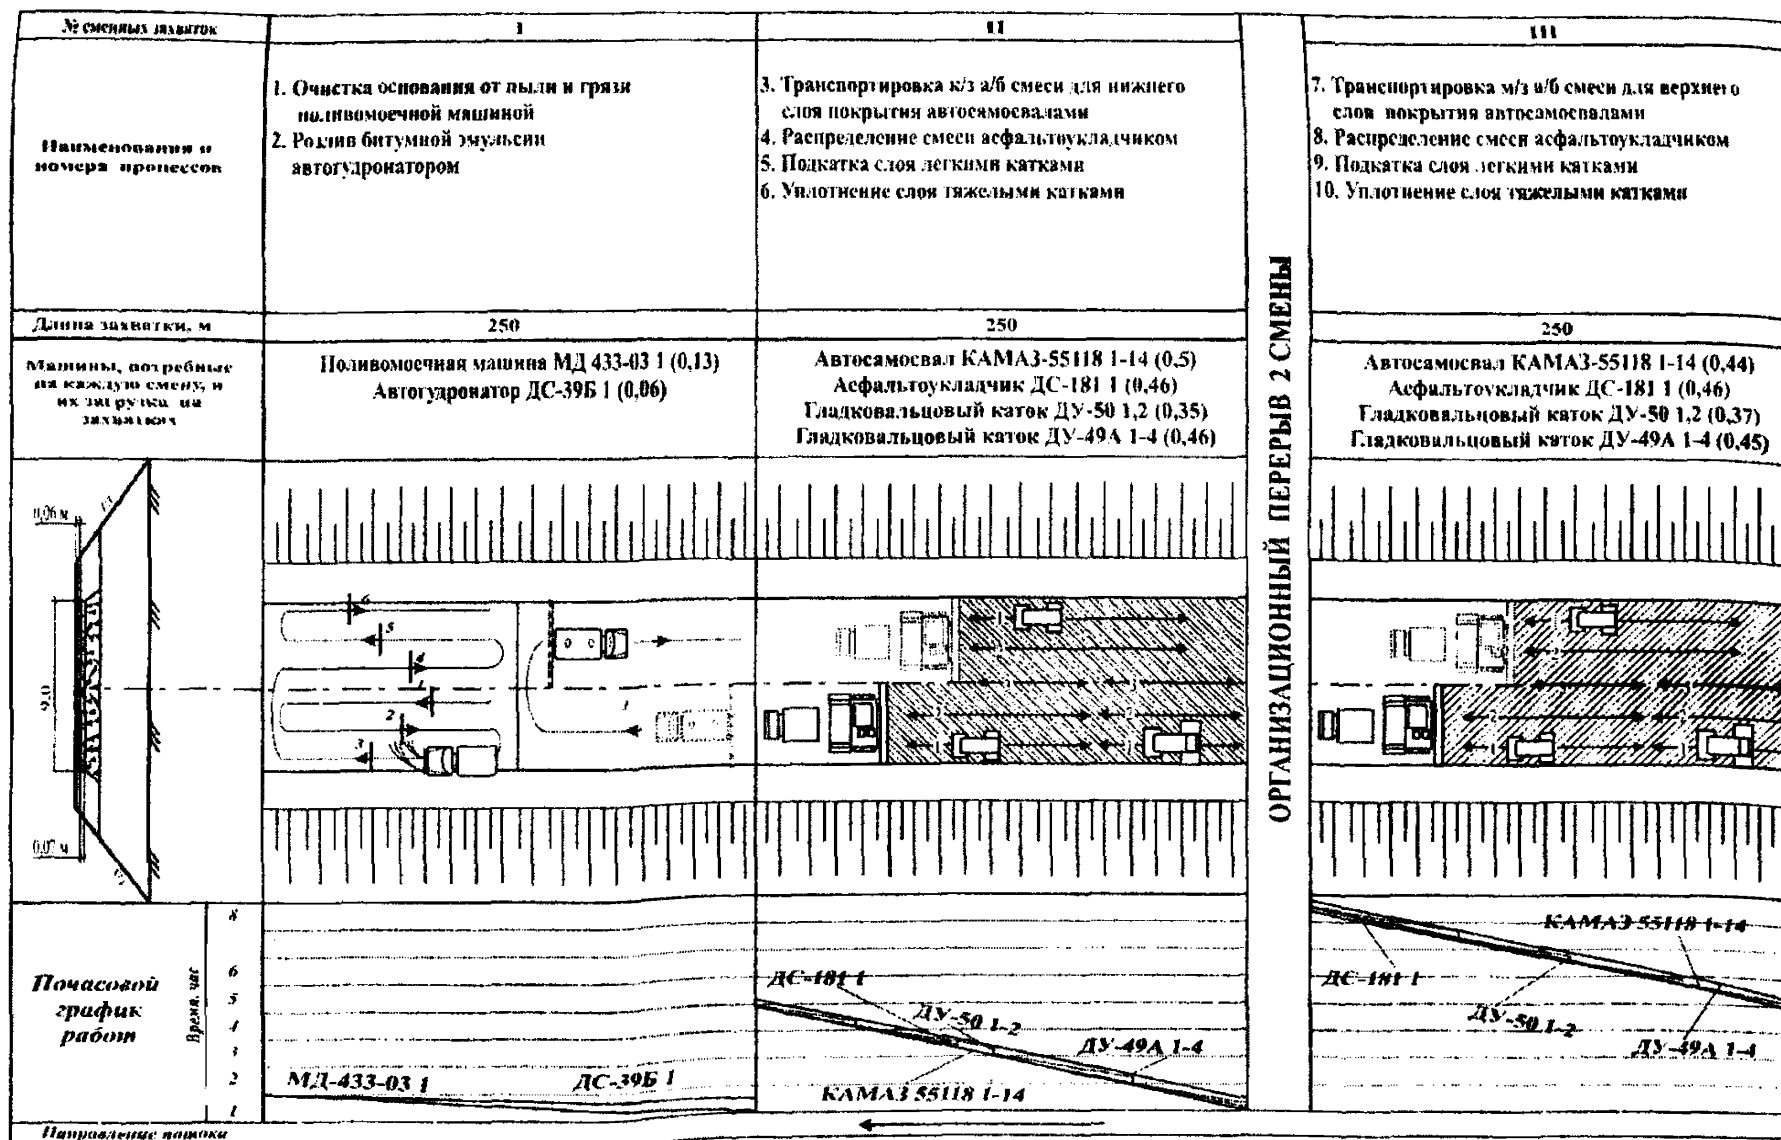 № сменных захваток
I
II
III
Наименования и
номера процессов
1. Очистка основания от пыли и грязи
поливомоечной машиной
2. Розлив битумной эмульсии
автогудронатором
3. Транспортировка к/з а/б смеси для нижнего
слоя покрытия автосамосвалами
4. Распределение смеси асфальтоукладчиком
5. Подкатка слоя легкими катками
6. Уплотнение слоя тяжелыми катками
7. Транспортировка м/з а/б смеси для верхнего
слоя покрытия автосамосвалами
8. Распределение смеси асфальтоукладчиком
9. Подкатка слоя легкими катками
10. Уплотнение слоя тяжелыми катками
ОРГАНИЗАЦИОННЫЙ ПЕРЕРЫВ 2 СМЕНЫ
Длина захватки, м
250
250
250
Машины, потребные
на каждую смену, и
их загрузка на
захватках
Поливомоечная машина МД 433-03 1 (0,13)
Автогудронатор ДС-39Б 1 (0,06)
Автосамосвал КАМАЗ-55118 1-14 (0,5)
Асфальтоукладчик ДС-181 1 (0,46)
Гладковальцовый каток ДУ-50 1,2 (0,35)
Гладковальцовый каток ДУ-49А 1-4 (0,46)
Автосамосвал КАМАЗ-55118 1-14 (0,44)
Асфальтоукладчик ДС-181 1 (0,46)
Гладковальцовый каток ДУ-50 1,2 (0,37)
Гладковальцовый каток ДУ-49А 1-4 (0,45)
0,06 м
9,0
0,07 м
6
5
4
1
2
3
Почасовой
график
работ
Время, час
8
6
5
4
3
2
1
МД-433-03 1
ДС-39Б 1
ДС-181 1
ДУ-50 1-2
ДУ-49А 1-4
КАМАЗ 55118 1-14
КАМАЗ 55118 1-14
ДС-181 1
ДУ-50 1-2
ДУ-49А 1-4
Направление потока